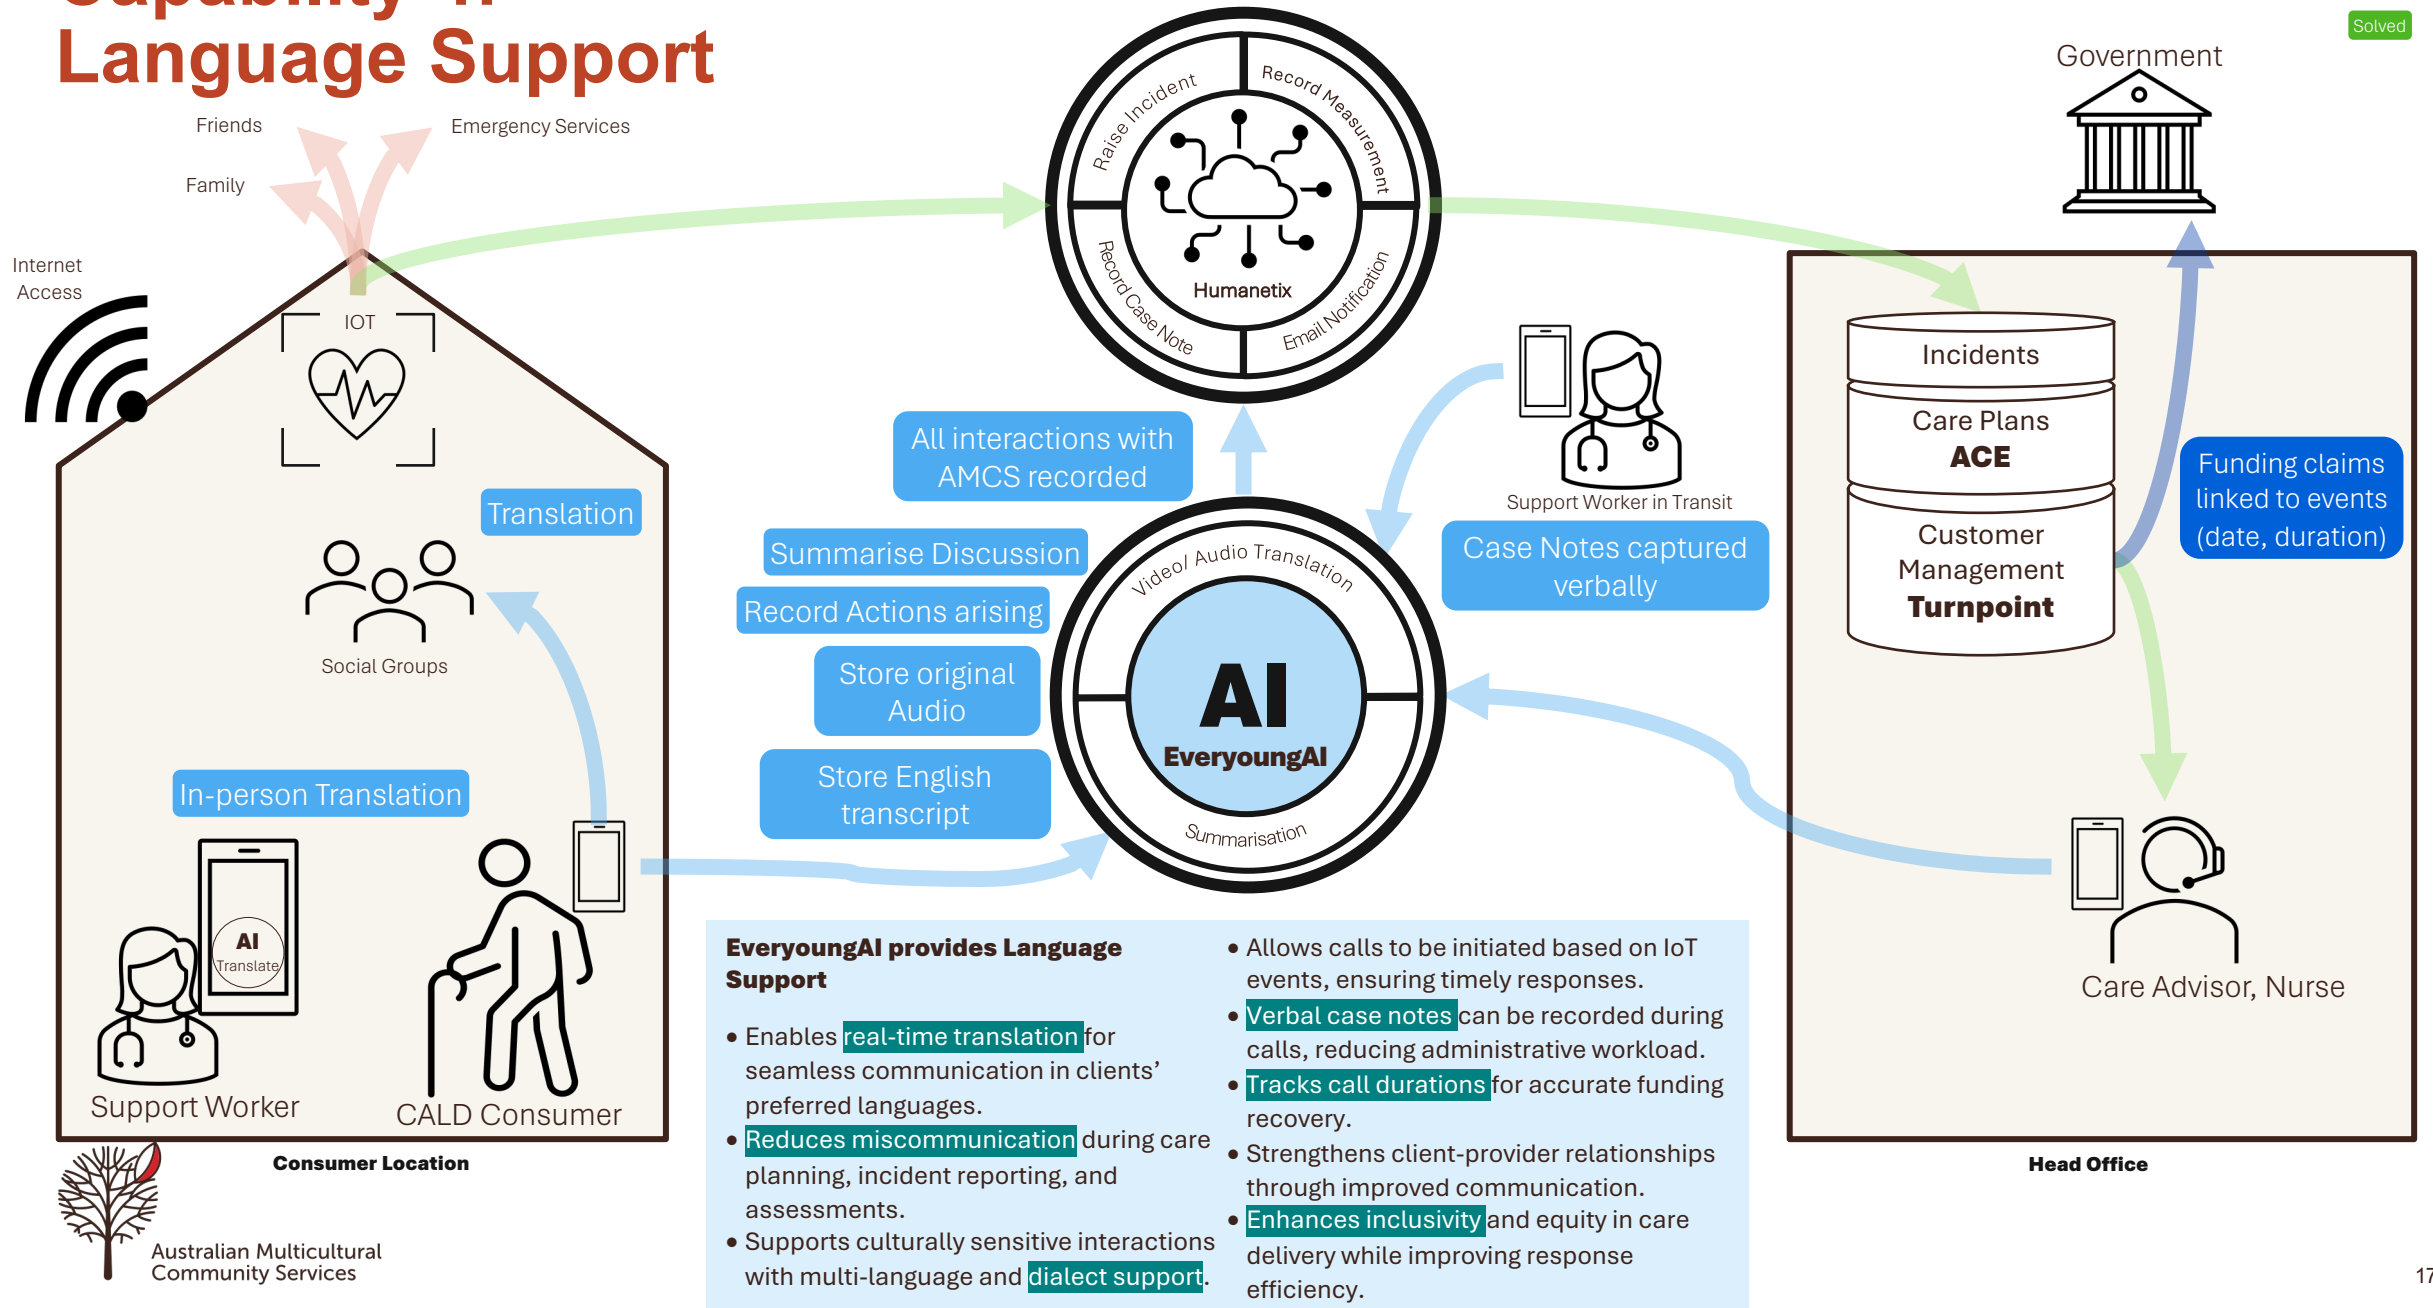 Capability 4:
Language Support
Solved
Friends
Emergency Services
Family
Internet
Access
IOT
Translation
Social Groups
In-person Translation
AI
Translate
Support Worker
CALD Consumer
Consumer Location
Australian Multicultural
Community Services
Raise Incident
Record Measurement
Record Case Note
Email Notification
Humanetix
All interactions with
AMCS recorded
Summarise Discussion
Record Actions arising
Store original
Audio
Store English
transcript
Video/ Audio Translation
AI
EveryoungAI
Summarisation
Support Worker in Transit
Case Notes captured
verbally
Government
Incidents
Care Plans
ACE
Customer
Management
Turnpoint
Funding claims
linked to events
(date, duration)
Care Advisor, Nurse
Head Office
EveryoungAI provides Language
Support
• Enables real-time translation for
seamless communication in clients’
preferred languages.
• Reduces miscommunication during care
planning, incident reporting, and
assessments.
• Supports culturally sensitive interactions
with multi-language and dialect support.
• Allows calls to be initiated based on IoT
events, ensuring timely responses.
• Verbal case notes can be recorded during
calls, reducing administrative workload.
• Tracks call durations for accurate funding
recovery.
• Strengthens client-provider relationships
through improved communication.
• Enhances inclusivity and equity in care
delivery while improving response
efficiency.
17